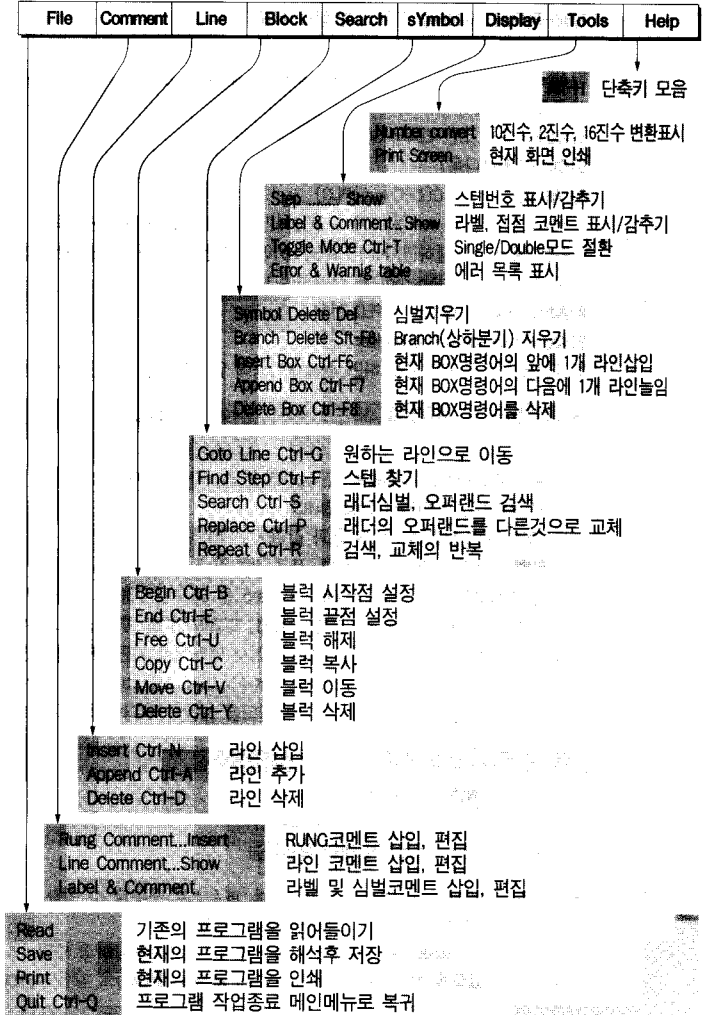 File Comment Line Block Search sYmbol Display Tools Help
단축키 모음
Number convert 10진수, 2진수, 16진수 변환표시
Print Screen 현재 화면 인쇄
Step......... Show 스텝번호 표시/감추기
Label & Comment...Show 라벨, 접점 코멘트 표시/감추기
Toggle Mode Ctrl-T Single/Double모드 절환
Error & Warnig table 에러 목록 표시
Symbol Delete Del 심벌지우기
Branch Delete Sft-F8 Branch(상하분기) 지우기
Insert Box Ctrl-F6 현재 BOX명령어의 앞에 1개 라인삽입
Append Box Ctrl-F7 현재 BOX명령어의 다음에 1개 라인늘임
Delete Box Ctrl-F8 현재 BOX명령어를 삭제
Goto Line Ctrl-G 원하는 라인으로 이동
Find Step Ctrl-F 스텝 찾기
Search Ctrl-S 래더심벌, 오퍼랜드 검색
Replace Ctrl-P 래더의 오퍼랜드를 다른것으로 교체
Repeat Ctrl-R 검색, 교체의 반복
Begin Ctrl-B 블럭 시작점 설정
End Ctrl-E 블럭 끝점 설정
Free Ctrl-U 블럭 해제
Copy Ctrl-C 블럭 복사
Move Ctrl-V 블럭 이동
Delete Ctrl-Y 블럭 삭제
Insert Ctrl-N 라인 삽입
Append Ctrl-A 라인 추가
Delete Ctrl-D 라인 삭제
Rung Comment...Insert RUNG코멘트 삽입, 편집
Line Comment...Show 라인 코멘트 삽입, 편집
Label & Comment. 라벨 및 심벌코멘트 삽입, 편집
Read 기존의 프로그램을 읽어들이기
Save 현재의 프로그램을 해석후 저장
Print 현재의 프로그램을 인쇄
Quit Ctrl-Q 프로그램 작업종료 메인메뉴로 복귀